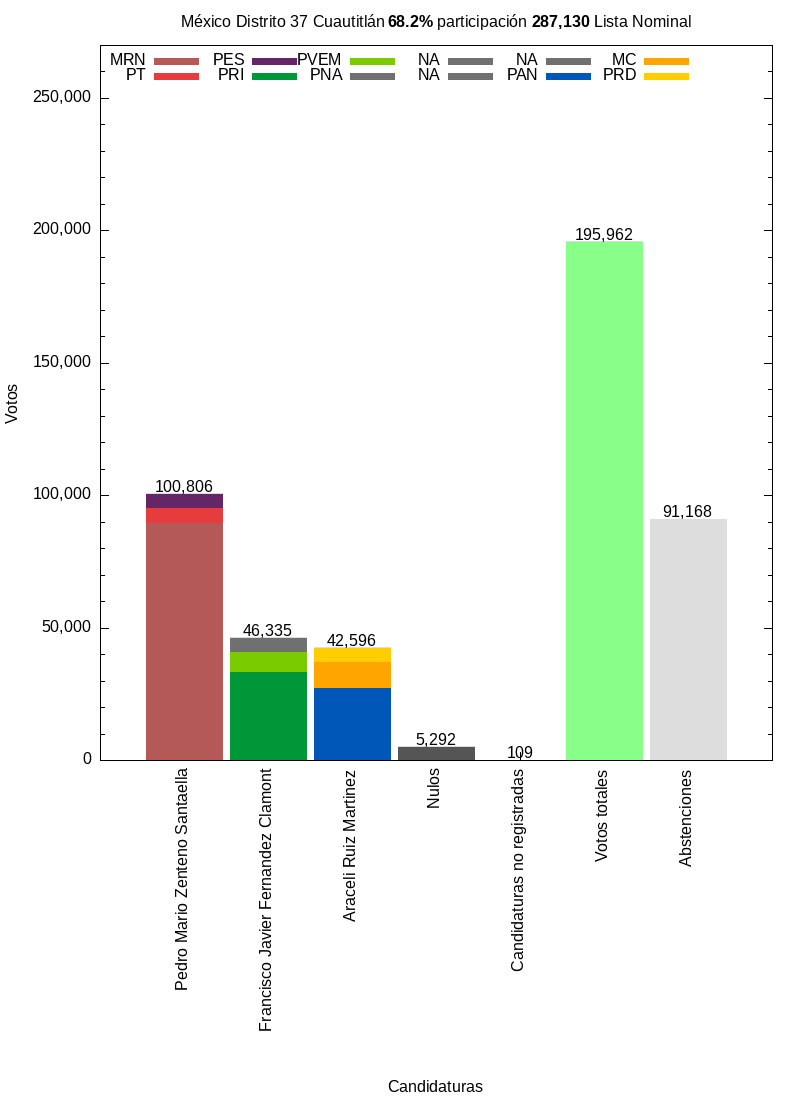 México Distrito 37 Cuautitlán 68.2% participación 287,130 Lista Nominal
MRN PES PVEM NA NA MC
PT PRI PNA NA PAN PRD
250,000
200,000
150,000
100,000
50,000
0
Votos
100,806
46,335
42,596
5,292
109
195,962
91,168
Pedro Mario Zenteno Santaella
Francisco Javier Fernandez Clamont
Araceli Ruiz Martinez
Nulos
Candidaturas no registradas
Votos totales
Abstenciones
Candidaturas